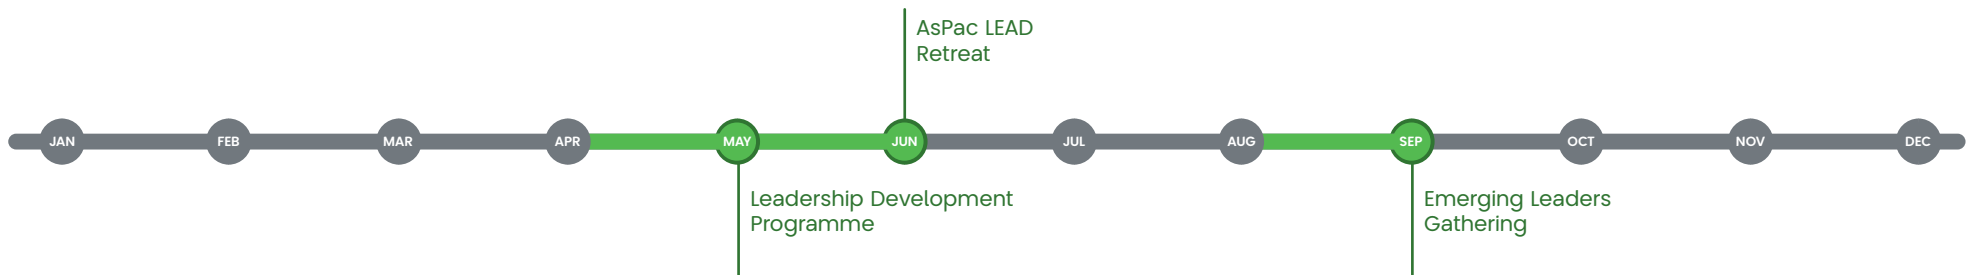 AsPac LEAD
Retreat
JAN FEB MAR APR MAY JUN JUL AUG SEP OCT NOV DEC
Leadership Development
Programme
Emerging Leaders
Gathering